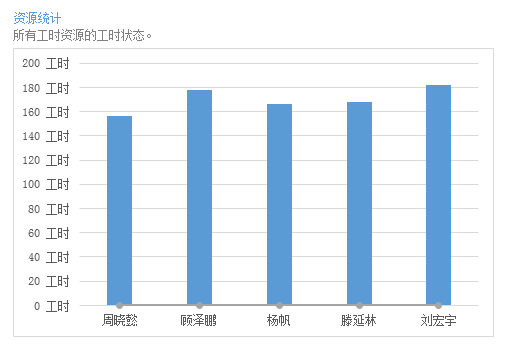 资源统计
所有工时资源的工时状态。
200 工时
180 工时
160 工时
140 工时
120 工时
100 工时
80 工时
60 工时
40 工时
20 工时
0 工时
周晓懿 顾泽鹏 杨帆 滕延林 刘宏宇